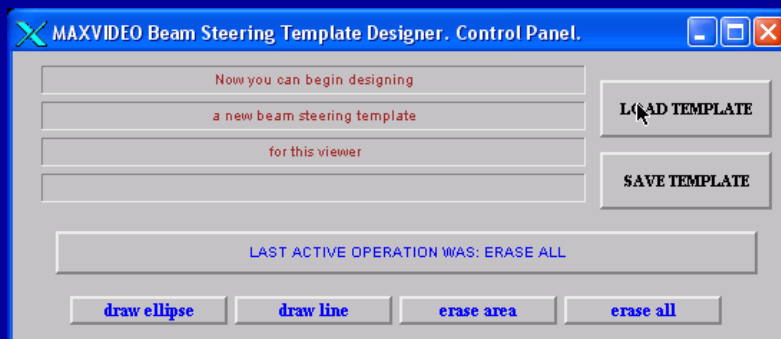 MAXVIDEO Beam Steering Template Designer. Control Panel.
Now you can begin designing
a new beam steering template
for this viewer
LOAD TEMPLATE
SAVE TEMPLATE
LAST ACTIVE OPERATION WAS: ERASE ALL
draw ellipse
draw line
erase area
erase all